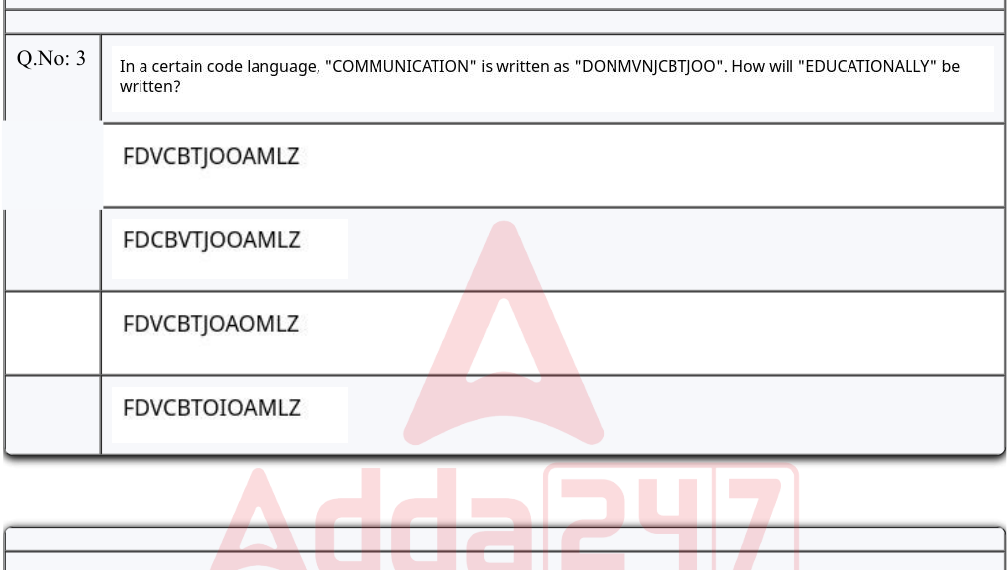 Q.No: 3
In a certain code language, "COMMUNICATION" is written as "DONMVNJCBTJOO". How will "EDUCATIONALLY" be
written?
FDVCBTJOOAMLZ
FDCBVTJOOAMLZ
FDVCBTJOAOMLZ
FDVCBTOIOAMLZ
Adda247